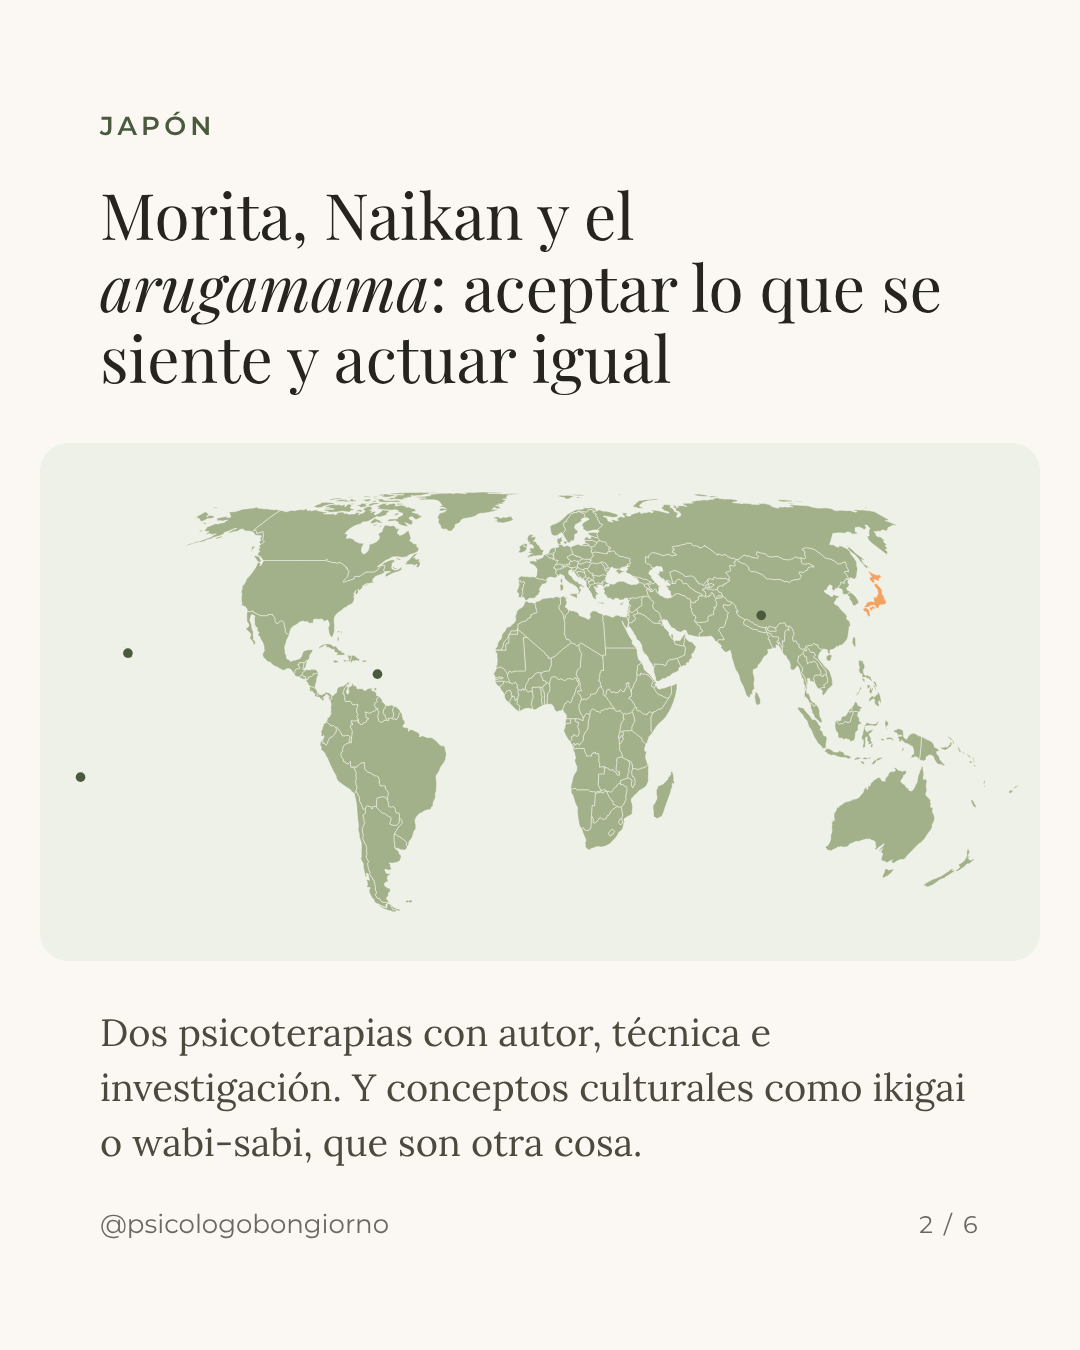 JAPÓN
Morita, Naikan y el
arugamama: aceptar lo que se
siente y actuar igual
Dos psicoterapias con autor, técnica e
investigación. Y conceptos culturales como ikigai
o wabi-sabi, que son otra cosa.
@psicologobongiorno
2 / 6